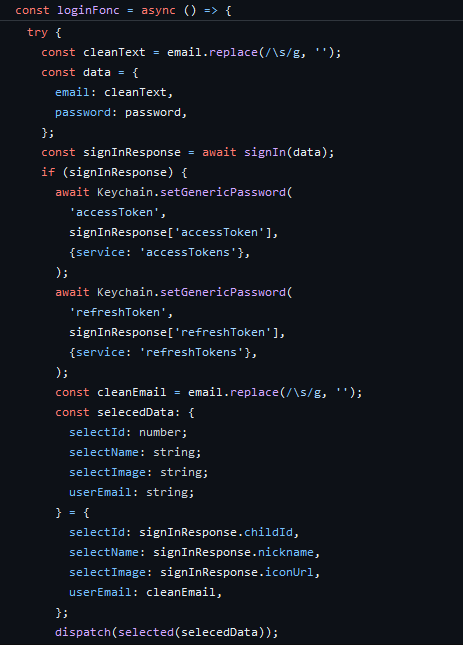 const loginFonc = async () => {
try {
const cleanText = email.replace(/\s/g, '');
const data = {
email: cleanText,
password: password,
};
const signInResponse = await signIn(data);
if (signInResponse) {
await Keychain.setGenericPassword(
'accessToken',
signInResponse['accessToken'],
{service: 'accessTokens'},
);
await Keychain.setGenericPassword(
'refreshToken',
signInResponse['refreshToken'],
{service: 'refreshTokens'},
);
const cleanEmail = email.replace(/\s/g, '');
const selecedData: {
selectId: number;
selectName: string;
selectImage: string;
userEmail: string;
} = {
selectId: signInResponse.childId,
selectName: signInResponse.nickname,
selectImage: signInResponse.iconUrl,
userEmail: cleanEmail,
};
dispatch(selected(selecedData));